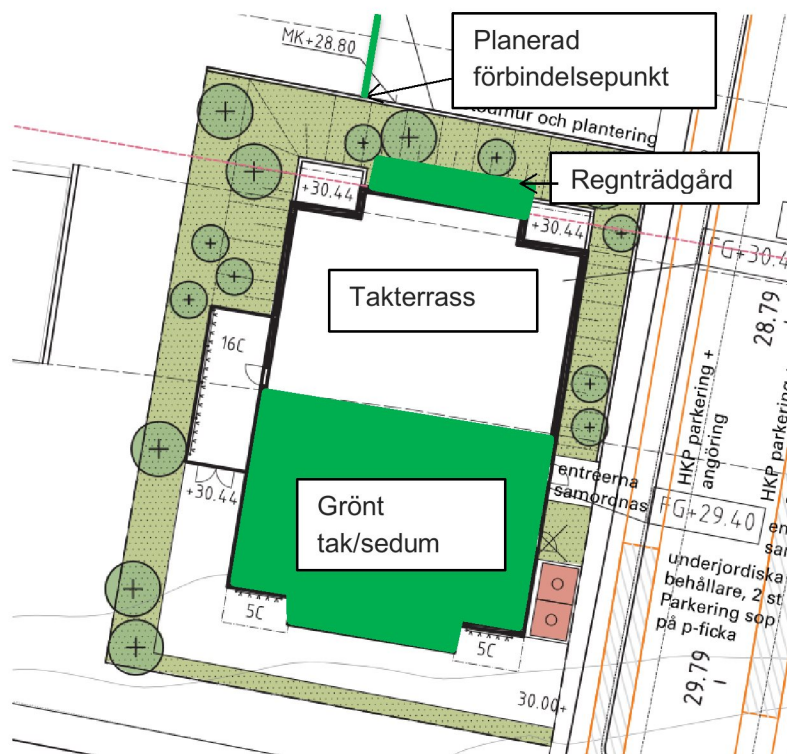 MK+28.80
Planerad
förbindelsepunkt
och plantering
Regnträdgård
+30.44
+30.44
FG+30.4
Takterrass
28.79
16C
HKP parkering +
angöring
HKP parkering +
entreerna
samordnas
+30.44
Grönt
tak/sedum
FG+29.40
en
sar
underjordiska
behållare, 2 st
Parkering sop
på p-ficka
5C
5C
29.79
30.00+